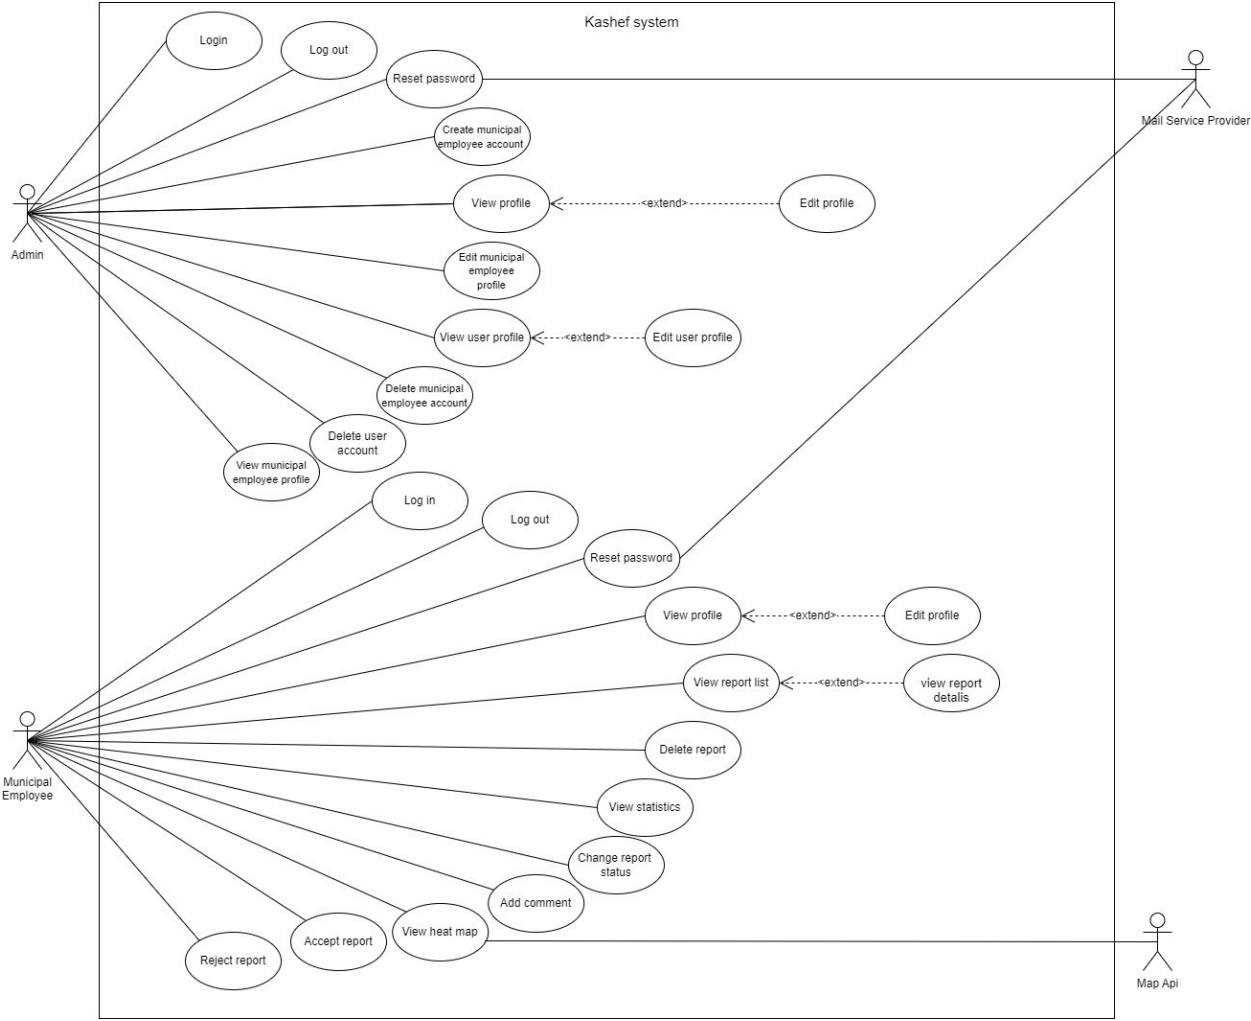 Kashef system
Login
Log out
Reset password
Mail Service Provider
Create municipal
employee account
Admin
View profile
<extend>
Edit profile
Edit municipal
employee
profile
View user profile
<extend>
Edit user profile
Delete municipal
employee account
Delete user
account
View municipal
employee profile
Log in
Log out
Reset password
View profile
<extend>
Edit profile
View report list
<extend>
view report
detalis
Municipal
Employee
Delete report
View statistics
Change report
status
Add comment
View heat map
Accept report
Reject report
Map Api